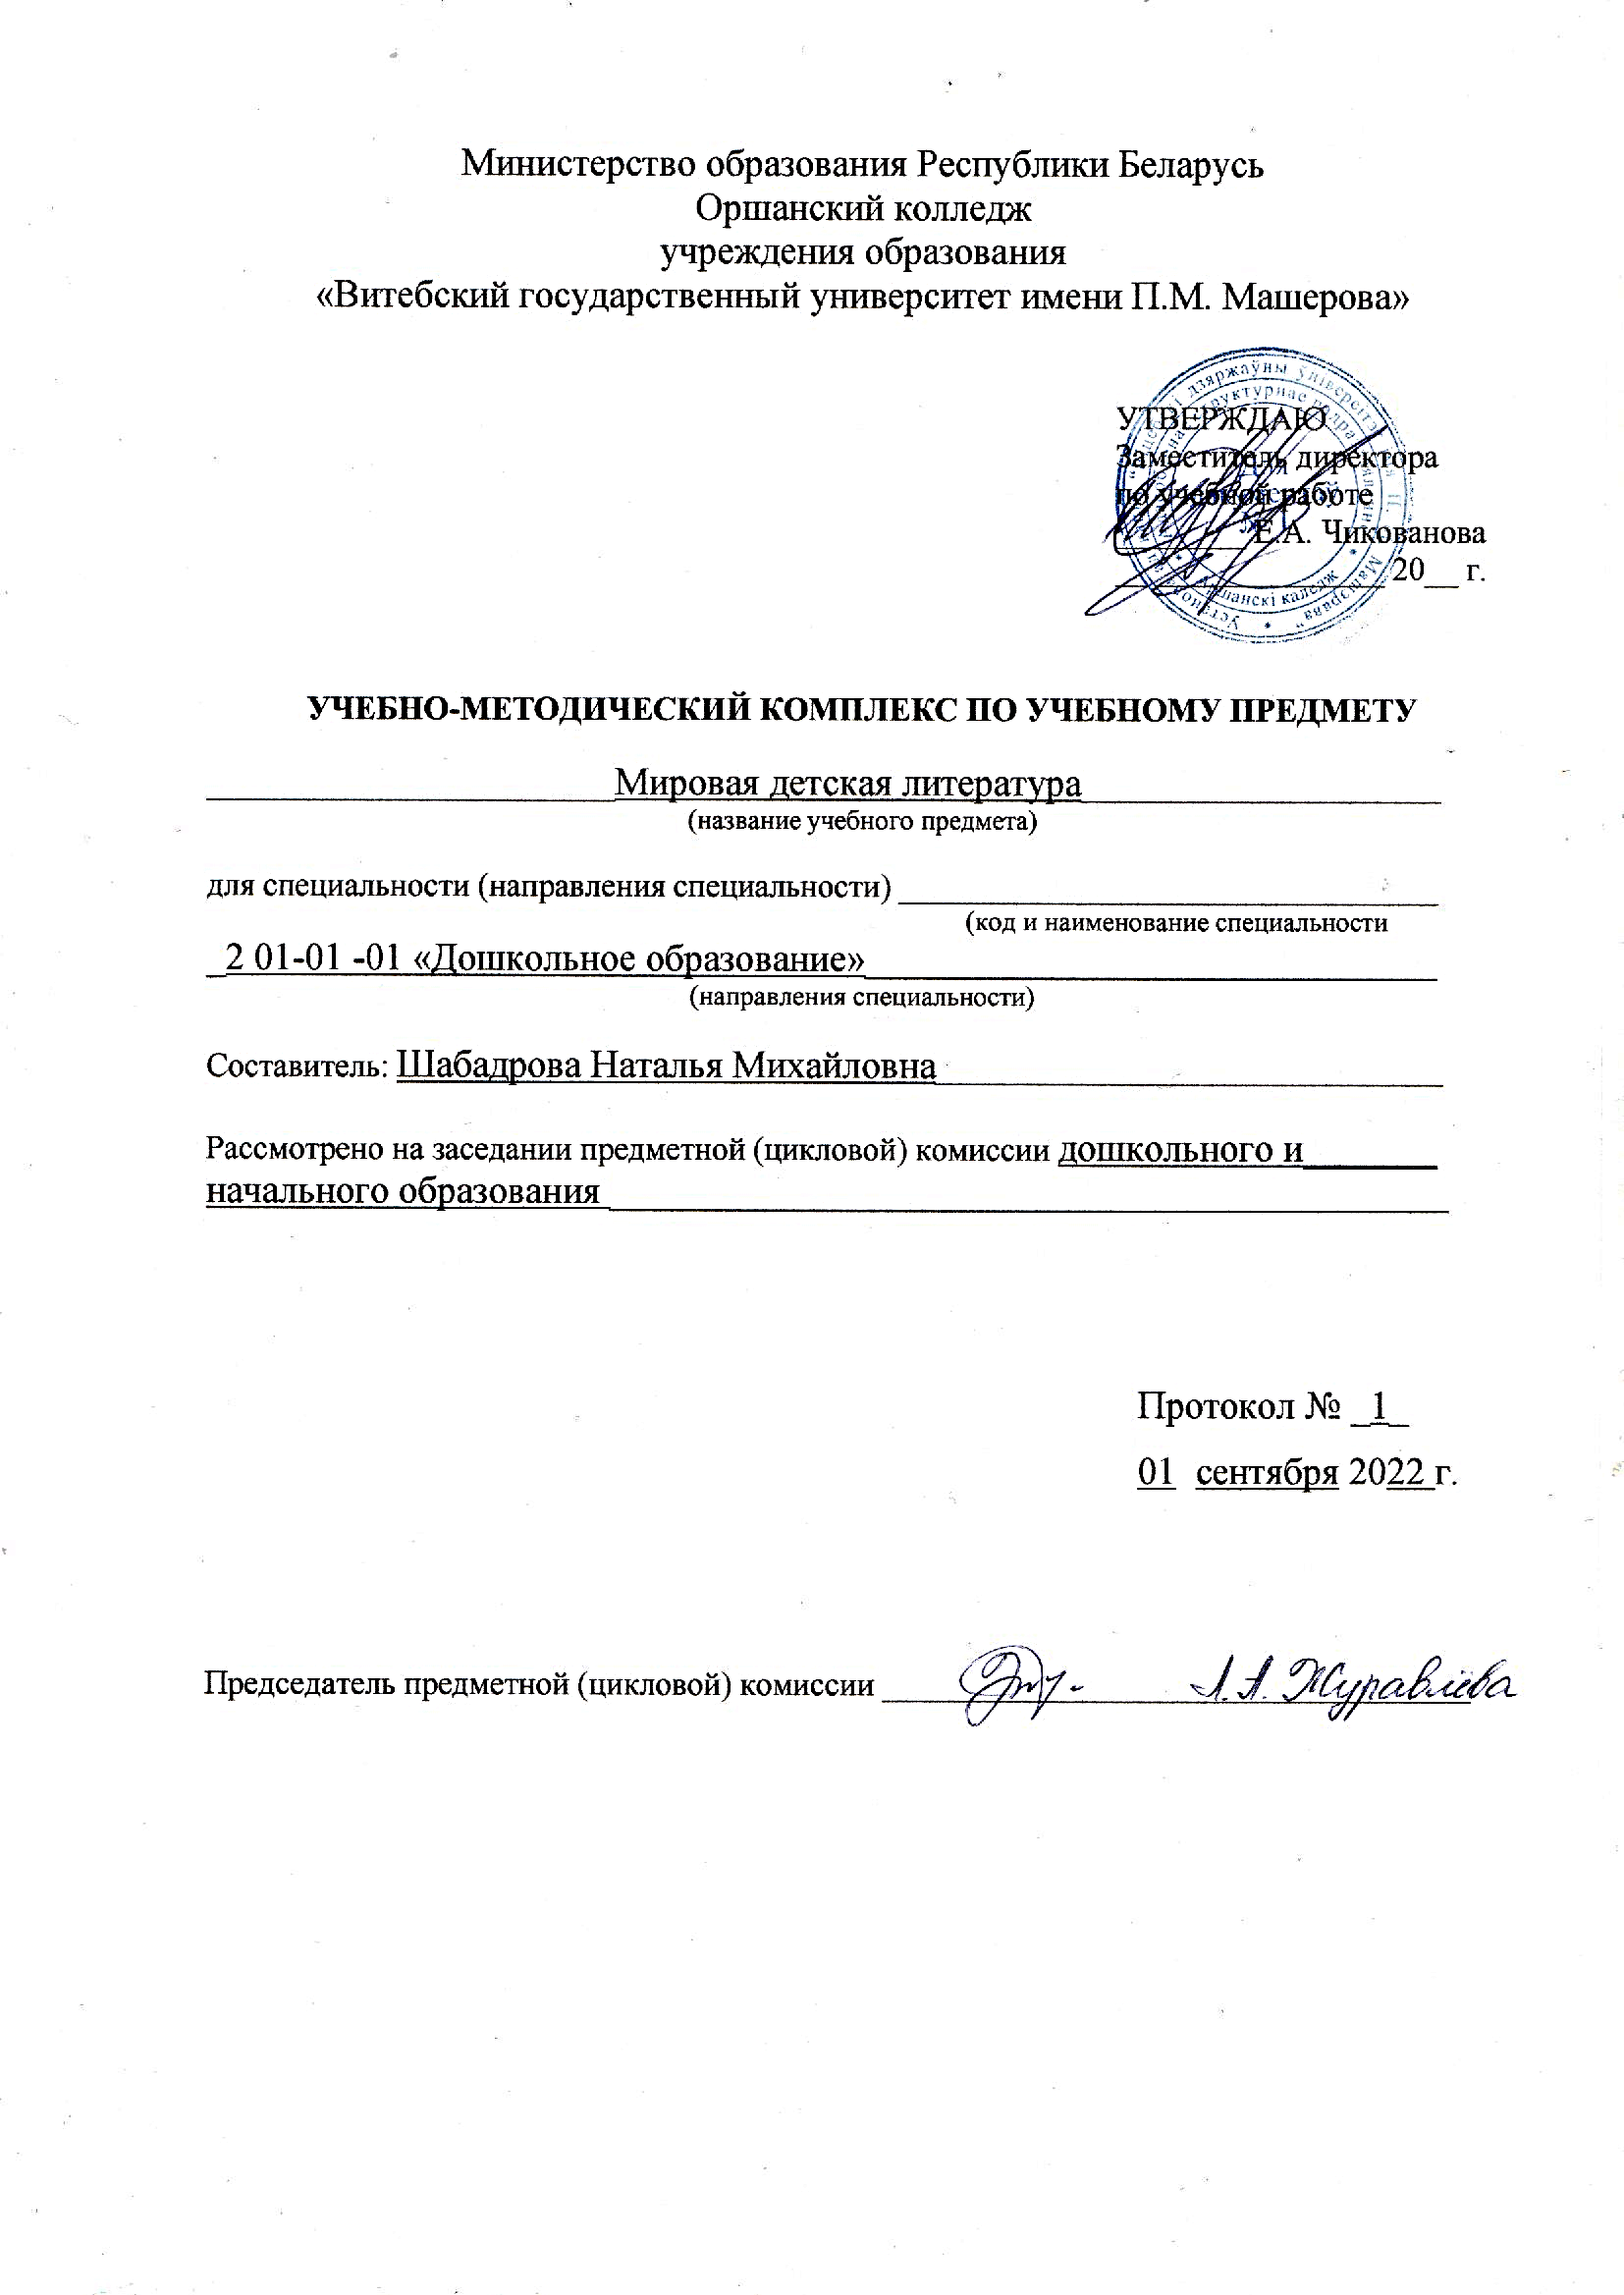 Министерство образования Республики Беларусь
Оршанский колледж
учреждения образования
«Витебский государственный университет имени П.М. Машерова»
УТВЕРЖДАЮ
Заместитель директора
по учебной работе
________ Е.А. Чикованова
________________ 20__ г.
УЧЕБНО-МЕТОДИЧЕСКИЙ КОМПЛЕКС ПО УЧЕБНОМУ ПРЕДМЕТУ
Мировая детская литература
(название учебного предмета)
для специальности (направления специальности)
(код и наименование специальности
2 01-01 -01 «Дошкольное образование»
(направления специальности)
Составитель: Шабадрова Наталья Михайловна
Рассмотрено на заседании предметной (цикловой) комиссии дошкольного и
начального образования
Протокол № _1_
01 сентября 2022 г.
Председатель предметной (цикловой) комиссии Л.А. Журавлёва